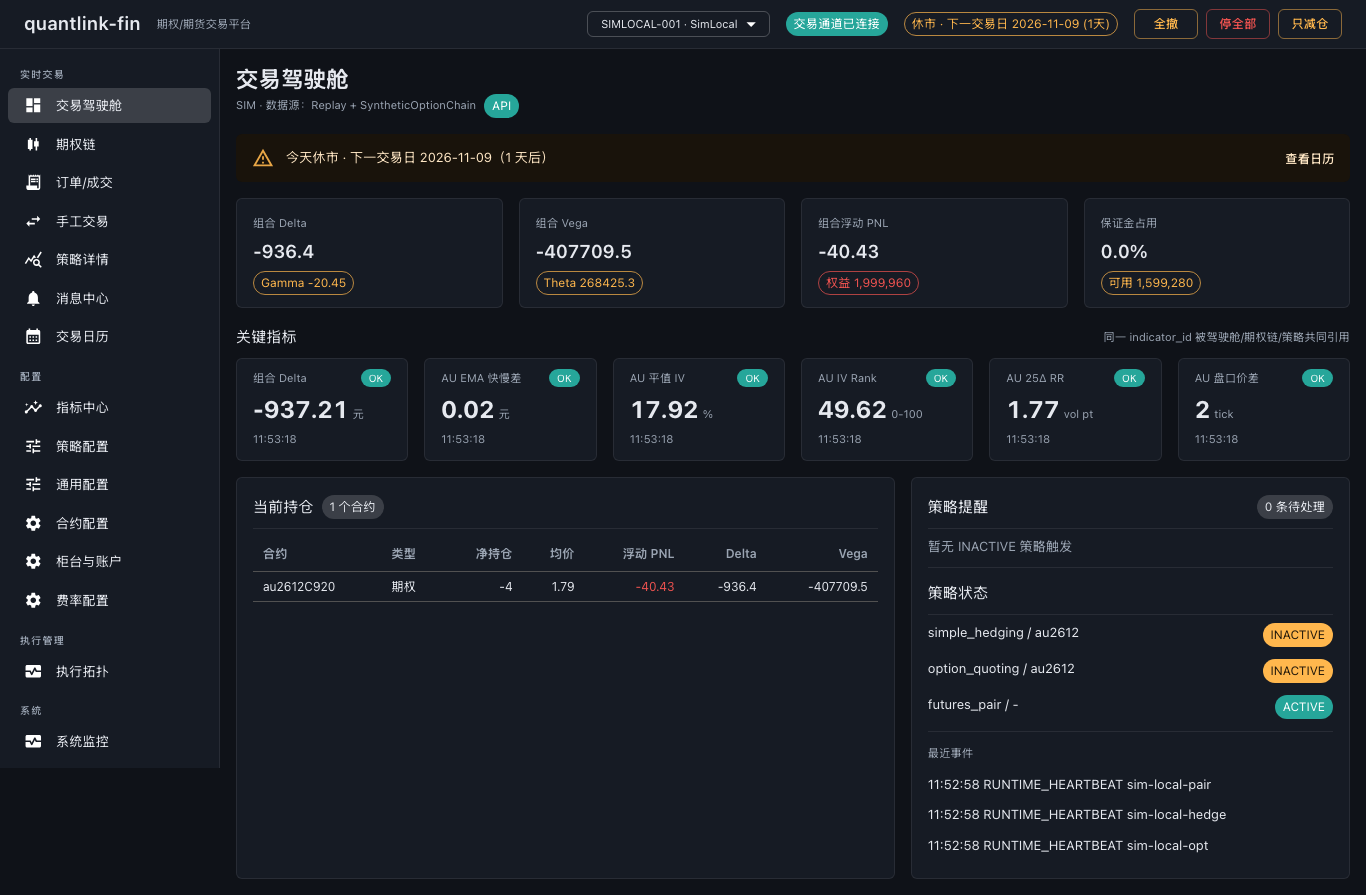 quantlink-fin 期权/期货交易平台 SIMLOCAL-001 · SimLocal 交易通道已连接 休市 · 下一交易日 2026-11-09 (1天) 全撤 停全部 只减仓
实时交易
交易驾驶舱
期权链
订单/成交
手工交易
策略详情
消息中心
交易日历
配置
指标中心
策略配置
通用配置
合约配置
柜台与账户
费率配置
执行管理
执行拓扑
系统
系统监控
交易驾驶舱
SIM · 数据源: Replay + SyntheticOptionChain API
今天休市 · 下一交易日 2026-11-09（1 天后） 查看日历
组合 Delta 组合 Vega 组合浮动 PNL 保证金占用
-936.4 -407709.5 -40.43 0.0%
Gamma -20.45 Theta 268425.3 权益 1,999,960 可用 1,599,280
关键指标 同一 indicator_id 被驾驶舱/期权链/策略共同引用
组合 Delta OK AU EMA 快慢差 OK AU 平值 IV OK AU IV Rank OK AU 25Δ RR OK AU 盘口价差 OK
-937.21 元 0.02 元 17.92 % 49.62 0-100 1.77 vol pt 2 tick
11:53:18 11:53:18 11:53:18 11:53:18 11:53:18 11:53:18
当前持仓 1 个合约
合约 类型 净持仓 均价 浮动 PNL Delta Vega
au2612C920 期权 -4 1.79 -40.43 -936.4 -407709.5
策略提醒 0 条待处理
暂无 INACTIVE 策略触发
策略状态
simple_hedging / au2612 INACTIVE
option_quoting / au2612 INACTIVE
futures_pair / - ACTIVE
最近事件
11:52:58 RUNTIME_HEARTBEAT sim-local-pair
11:52:58 RUNTIME_HEARTBEAT sim-local-hedge
11:52:58 RUNTIME_HEARTBEAT sim-local-opt